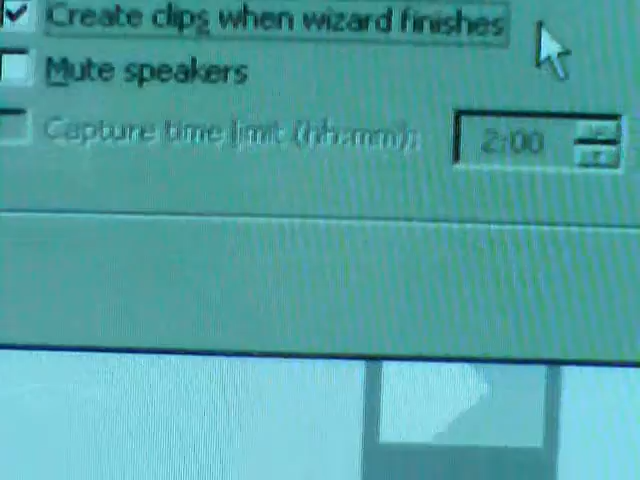 Create clips when wizard finishes
Mute speakers
Capture time limit (hh:mm): 2:00